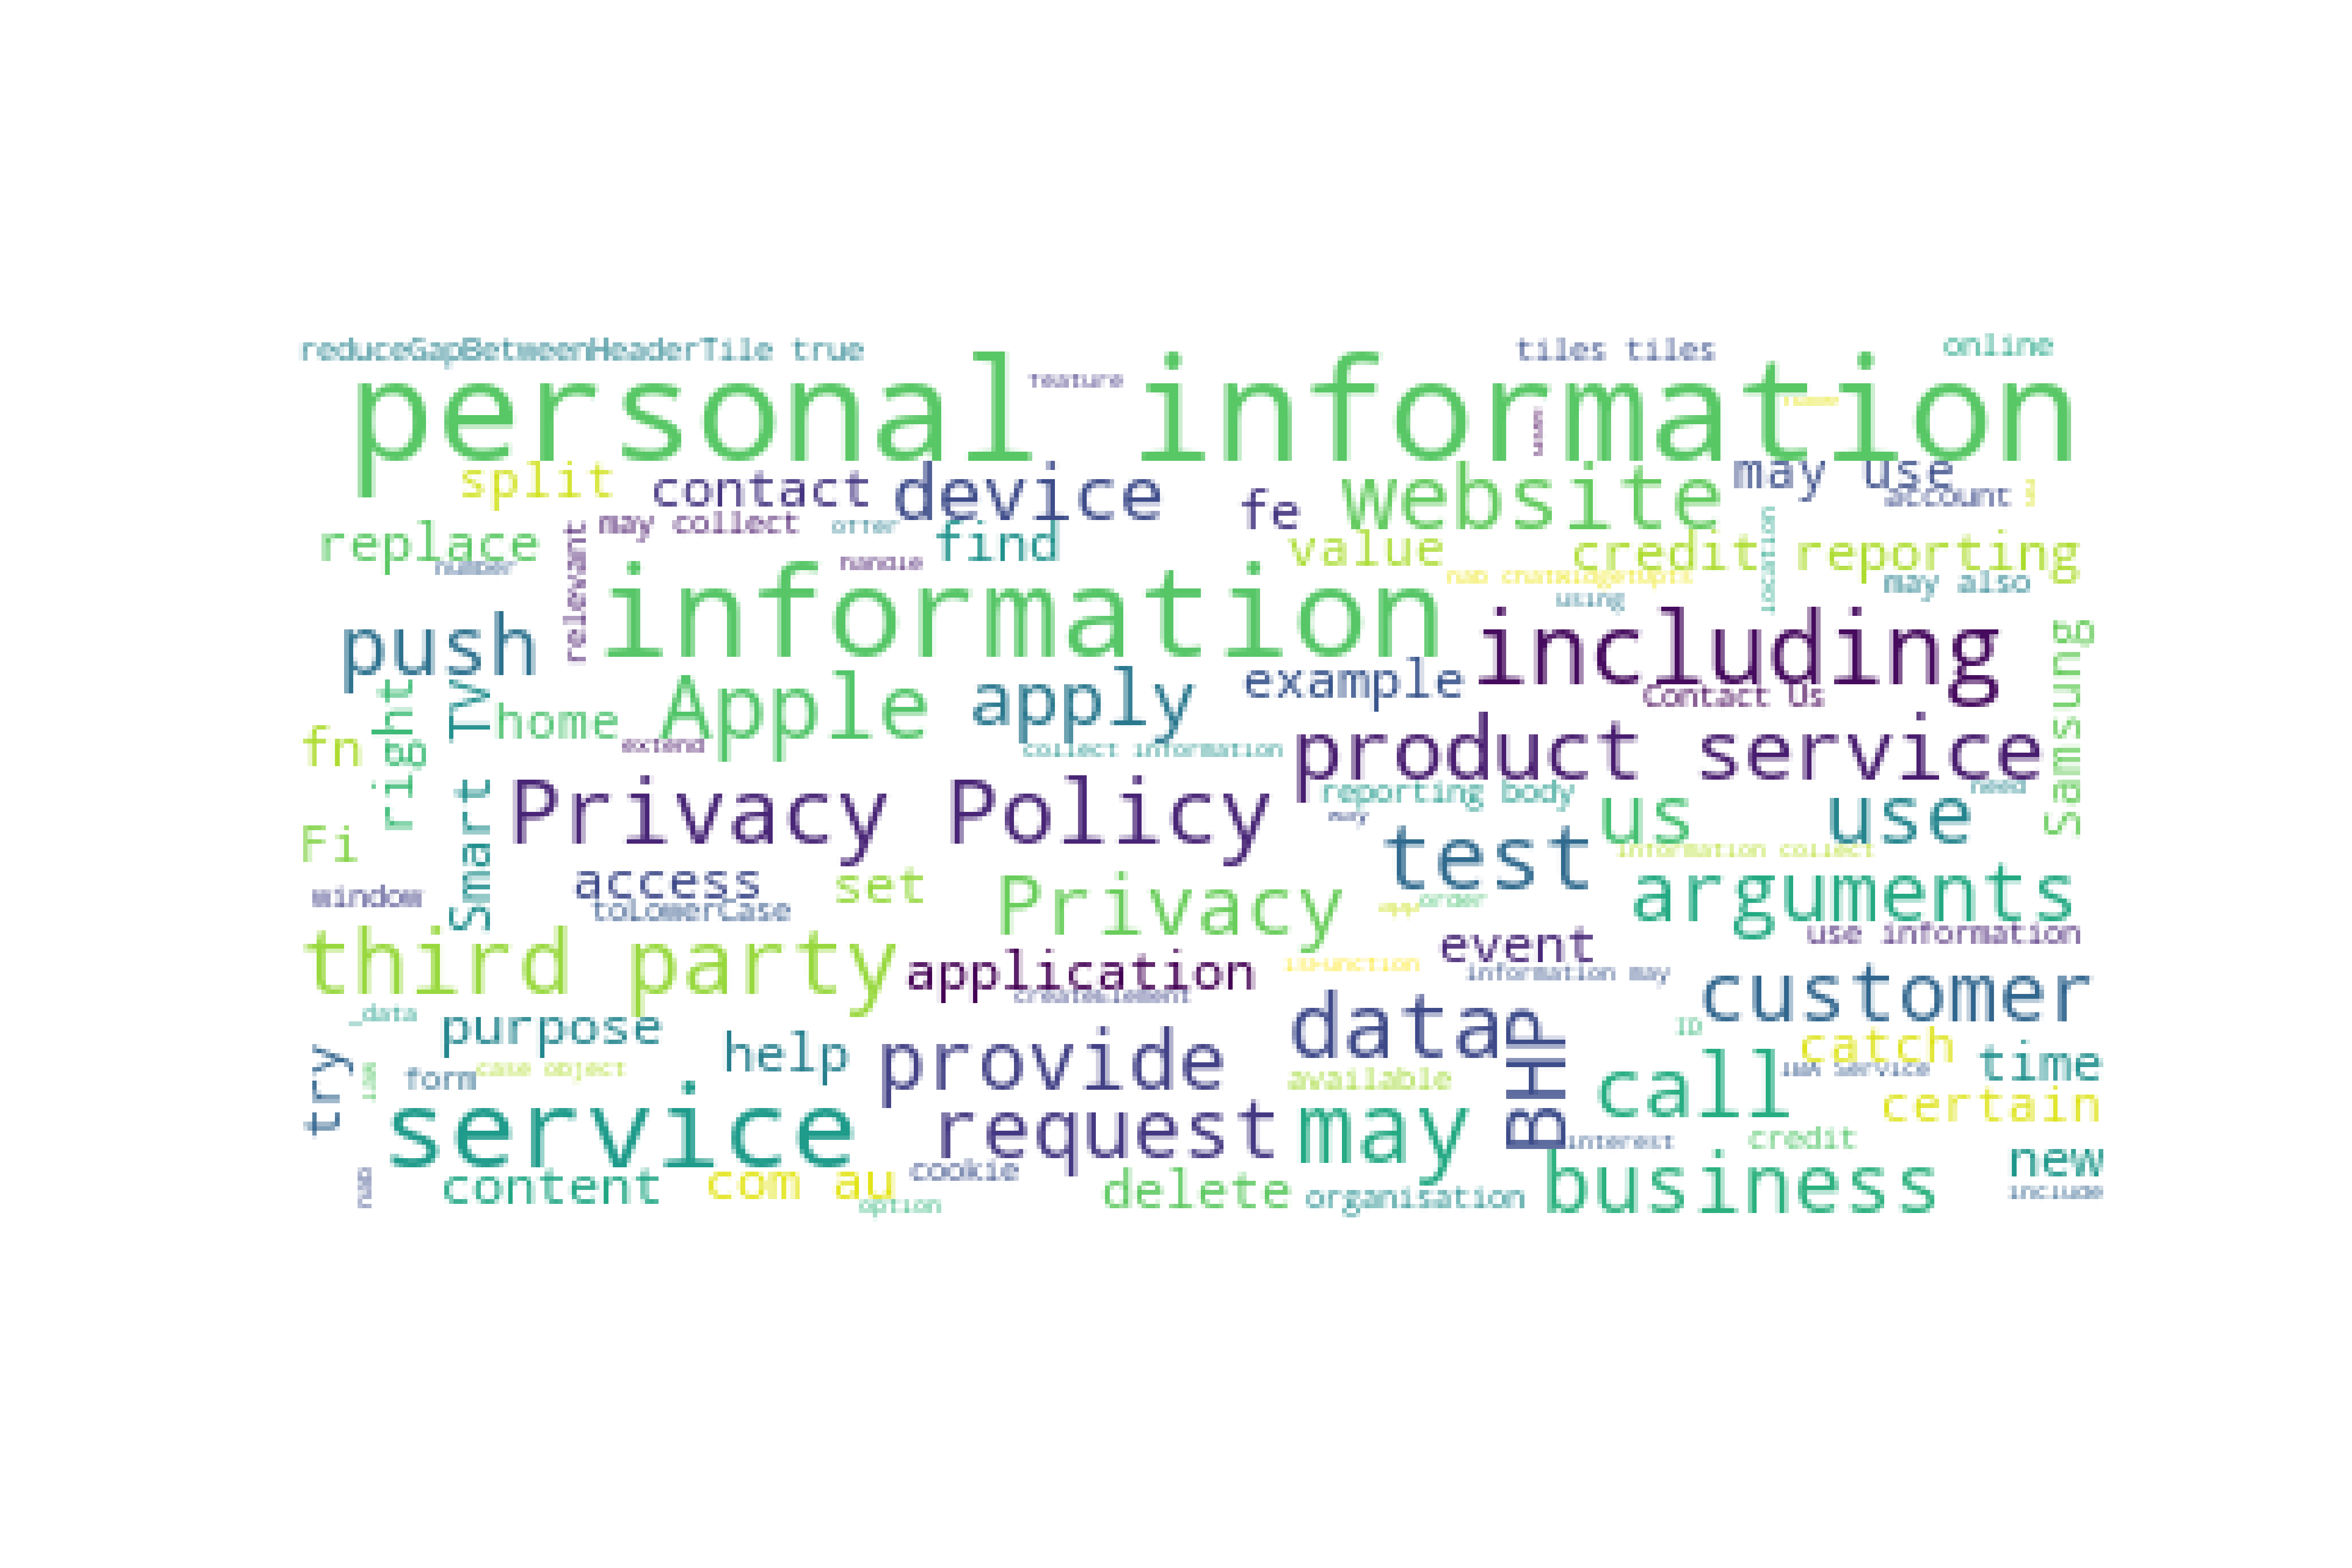 reduceGapBetweenHeaderTile true
tiles tiles
online
personal information
feature
split
contact
device
fe
website
may use
account
replace
number
relevant
may collect
offer
handle
find
value
credit reporting
location
may also
using
push
information
including
Samsung
example
Contact Us
right
Smart TV
home
Apple
apply
fn
extend
collect information
product service
Privacy Policy
reporting body
need
us
use
may
test
Fi
information collect
window
access
set
toLowerCase
Privacy
app
order
arguments
use information
third party
application
isFunction
event
information may
createElement
customer
_data
purpose
help
provide
data
BHP
ID
catch
time
try
form
case object
available
call
certain
service
request
may
interest
credit
business
new
include
content
com au
cookie
option
delete
organisation